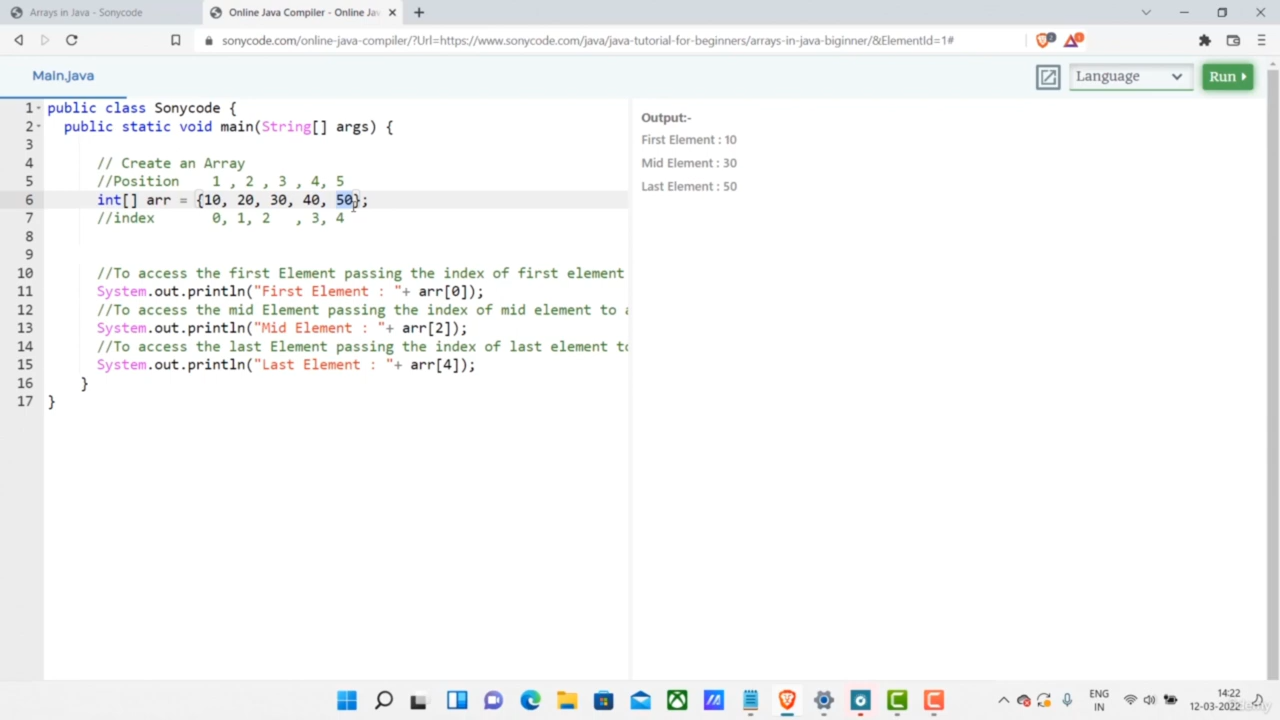 Arrays in Java - Sonycode
Online Java Compiler - Online Jav
sonycode.com/online-java-compiler/?Url=https://www.sonycode.com/java/java-tutorial-for-beginners/arrays-in-java-biginner/&ElementId=1#
Main.java
Language
Run
1 public class Sonycode {
2 public static void main(String[] args) {
3
4 // Create an Array
5 //Position 1 , 2 , 3 , 4, 5
6 int[] arr = {10, 20, 30, 40, 50};
7 //index 0, 1, 2 , 3, 4
8
9
10 //To access the first Element passing the index of first element
11 System.out.println("First Element : "+ arr[0]);
12 //To access the mid Element passing the index of mid element to a
13 System.out.println("Mid Element : "+ arr[2]);
14 //To access the last Element passing the index of last element to
15 System.out.println("Last Element : "+ arr[4]);
16 }
17 }
Output:-
First Element : 10
Mid Element : 30
Last Element : 50
ENG
IN
14:22
12-03-2022